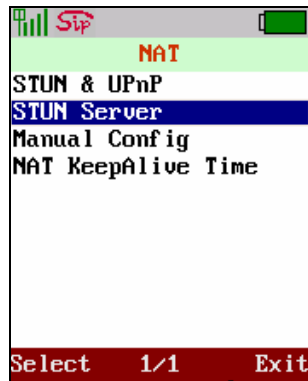 Sip
NAT
STUN & UPnP
STUN Server
Manual Config
NAT KeepAlive Time
Select 1/1 Exit